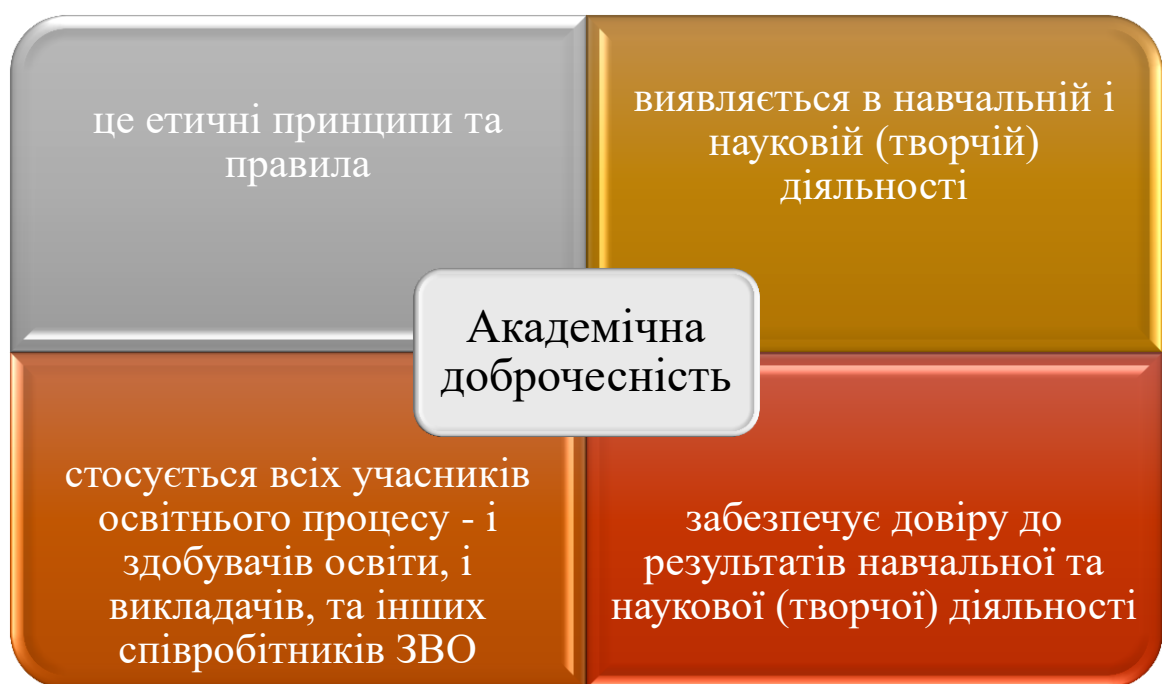 це етичні принципи та
правила
виявляється в навчальній і
науковій (творчій)
діяльності
Академічна
доброчесність
стосується всіх учасників
освітнього процесу - і
здобувачів освіти, і
викладачів, та інших
співробітників ЗВО
забезпечує довіру до
результатів навчальної та
наукової (творчої) діяльності